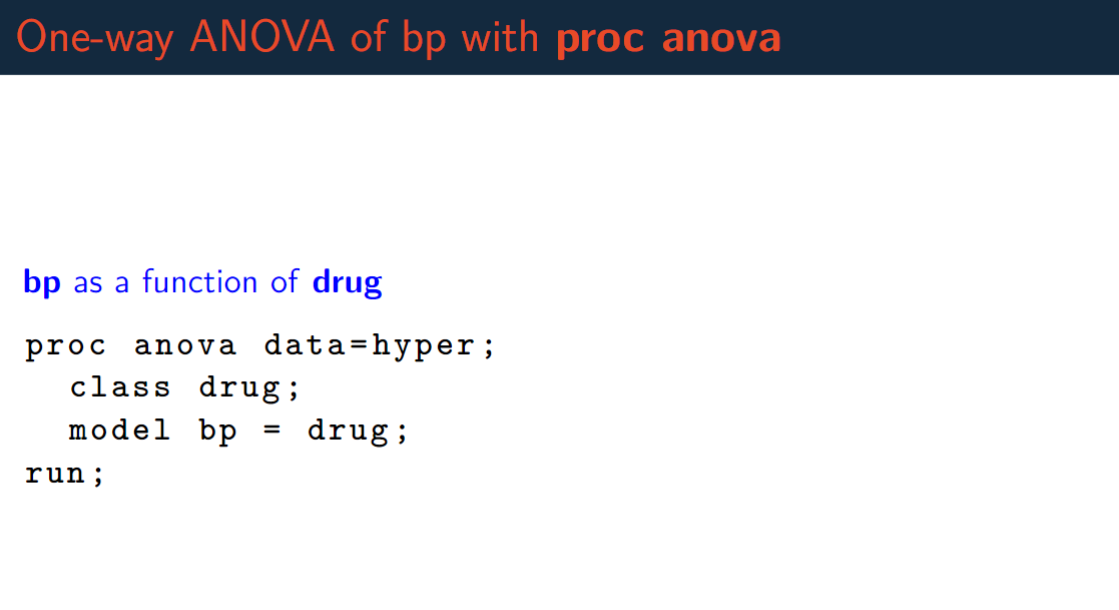 One-way ANOVA of bp with proc anova
bp as a function of drug
proc anova data=hyper;
class drug;
model bp = drug;
run;